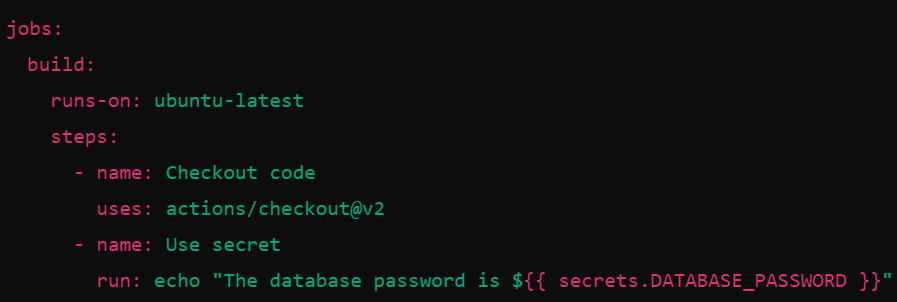 jobs:
build:
runs-on: ubuntu-latest
steps:
- name: Checkout code
uses: actions/checkout@v2
- name: Use secret
run: echo "The database password is ${{ secrets.DATABASE_PASSWORD }}"